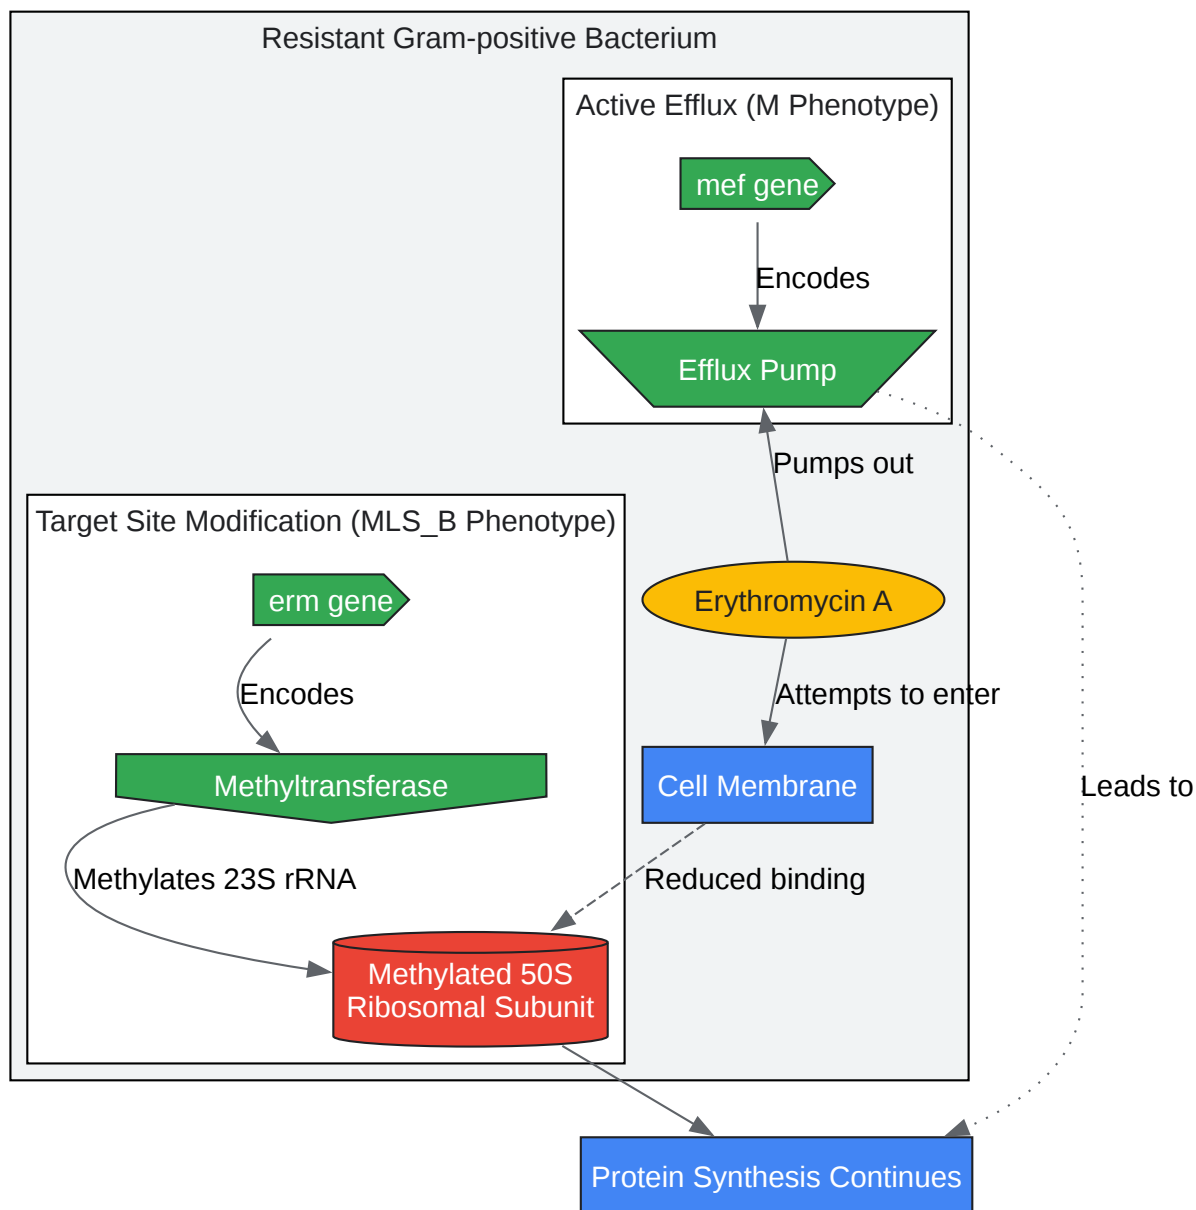 Resistant Gram-positive Bacterium
Active Efflux (M Phenotype)
mef gene
Encodes
Efflux Pump
Pumps out
Target Site Modification (MLS_B Phenotype)
erm gene
Erythromycin A
Encodes
Attempts to enter
Methyltransferase
Cell Membrane
Leads to
Methylates 23S rRNA
Reduced binding
Methylated 50S
Ribosomal Subunit
Protein Synthesis Continues